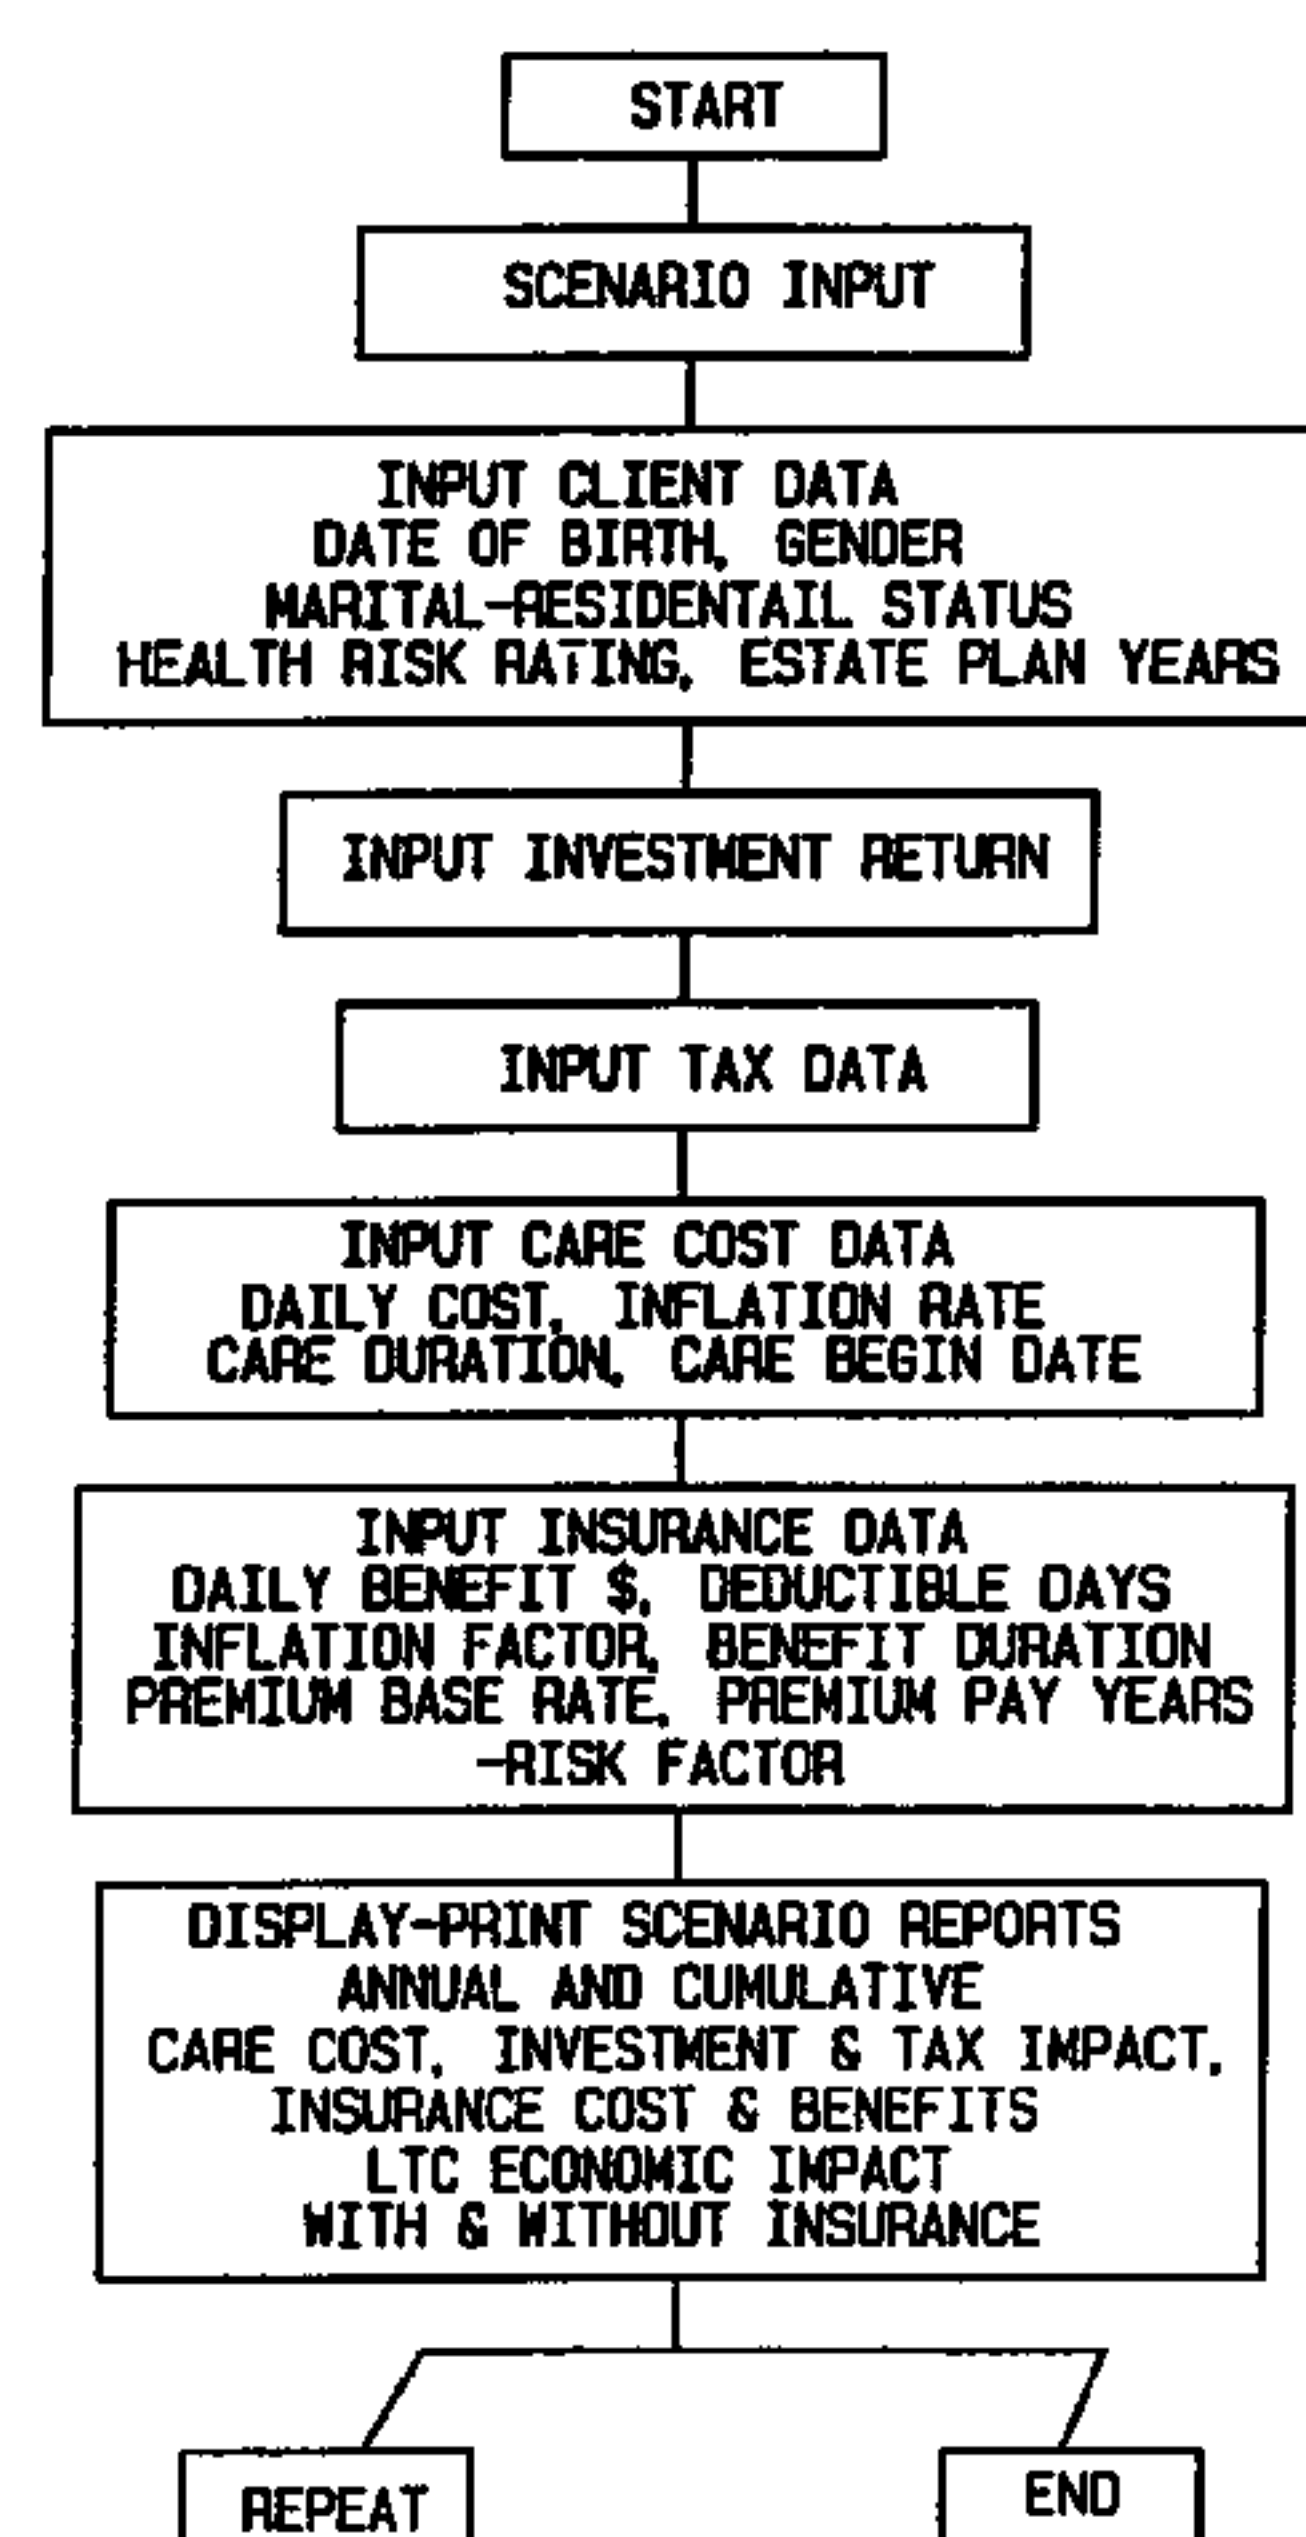 START
SCENARIO INPUT
INPUT CLIENT DATA
DATE OF BIRTH, GENDER
MARITAL-RESIDENTAIL STATUS
HEALTH RISK RATING, ESTATE PLAN YEARS
INPUT INVESTMENT RETURN
INPUT TAX DATA
INPUT CARE COST DATA
DAILY COST, INFLATION RATE
CARE DURATION, CARE BEGIN DATE
INPUT INSURANCE DATA
DAILY BENEFIT $, DEDUCTIBLE DAYS
INFLATION FACTOR, BENEFIT DURATION
PREMIUM BASE RATE, PREMIUM PAY YEARS
-RISK FACTOR
DISPLAY-PRINT SCENARIO REPORTS
ANNUAL AND CUMULATIVE
CARE COST, INVESTMENT & TAX IMPACT,
INSURANCE COST & BENEFITS
LTC ECONOMIC IMPACT
WITH & WITHOUT INSURANCE
REPEAT
END